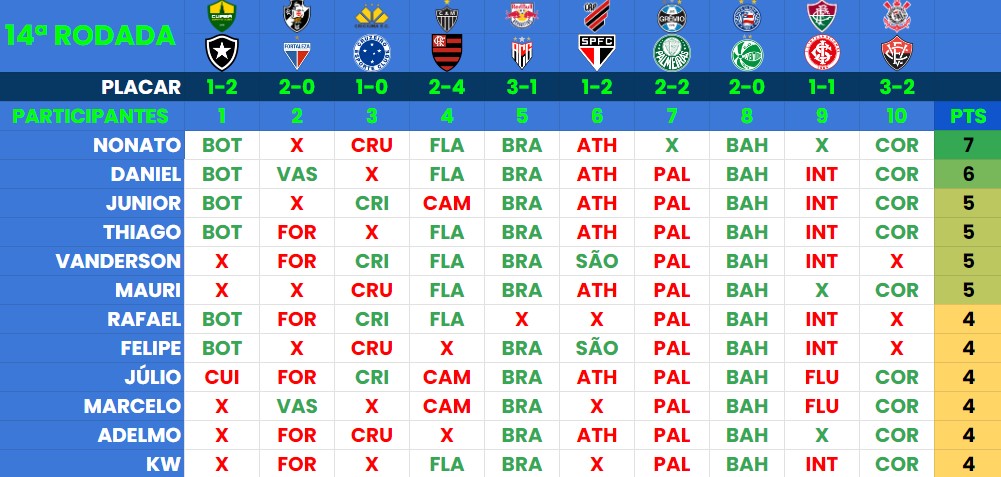 14ª RODADA
CUIABÁ
FORTALEZA
CRUZEIRO
GRÊMIO
SPFC
PALMEIRAS
PLACAR 1-2 2-0 1-0 2-4 3-1 1-2 2-2 2-0 1-1 3-2
PARTICIPANTES 1 2 3 4 5 6 7 8 9 10 PTS
NONATO BOT X CRU FLA BRA ATH X BAH X COR 7
DANIEL BOT VAS X FLA BRA ATH PAL BAH INT COR 6
JUNIOR BOT X CRI CAM BRA ATH PAL BAH INT COR 5
THIAGO BOT FOR X FLA BRA ATH PAL BAH INT COR 5
VANDERSON X FOR CRI FLA BRA SÃO PAL BAH INT X 5
MAURI X X CRU FLA BRA ATH PAL BAH X COR 5
RAFAEL BOT FOR CRI FLA X X PAL BAH INT X 4
FELIPE BOT X CRU X BRA SÃO PAL BAH INT X 4
JÚLIO CUI FOR CRI CAM BRA ATH PAL BAH FLU COR 4
MARCELO X VAS X CAM BRA X PAL BAH FLU COR 4
ADELMO X FOR CRU X BRA ATH PAL BAH X COR 4
KW X FOR X FLA BRA X PAL BAH INT COR 4